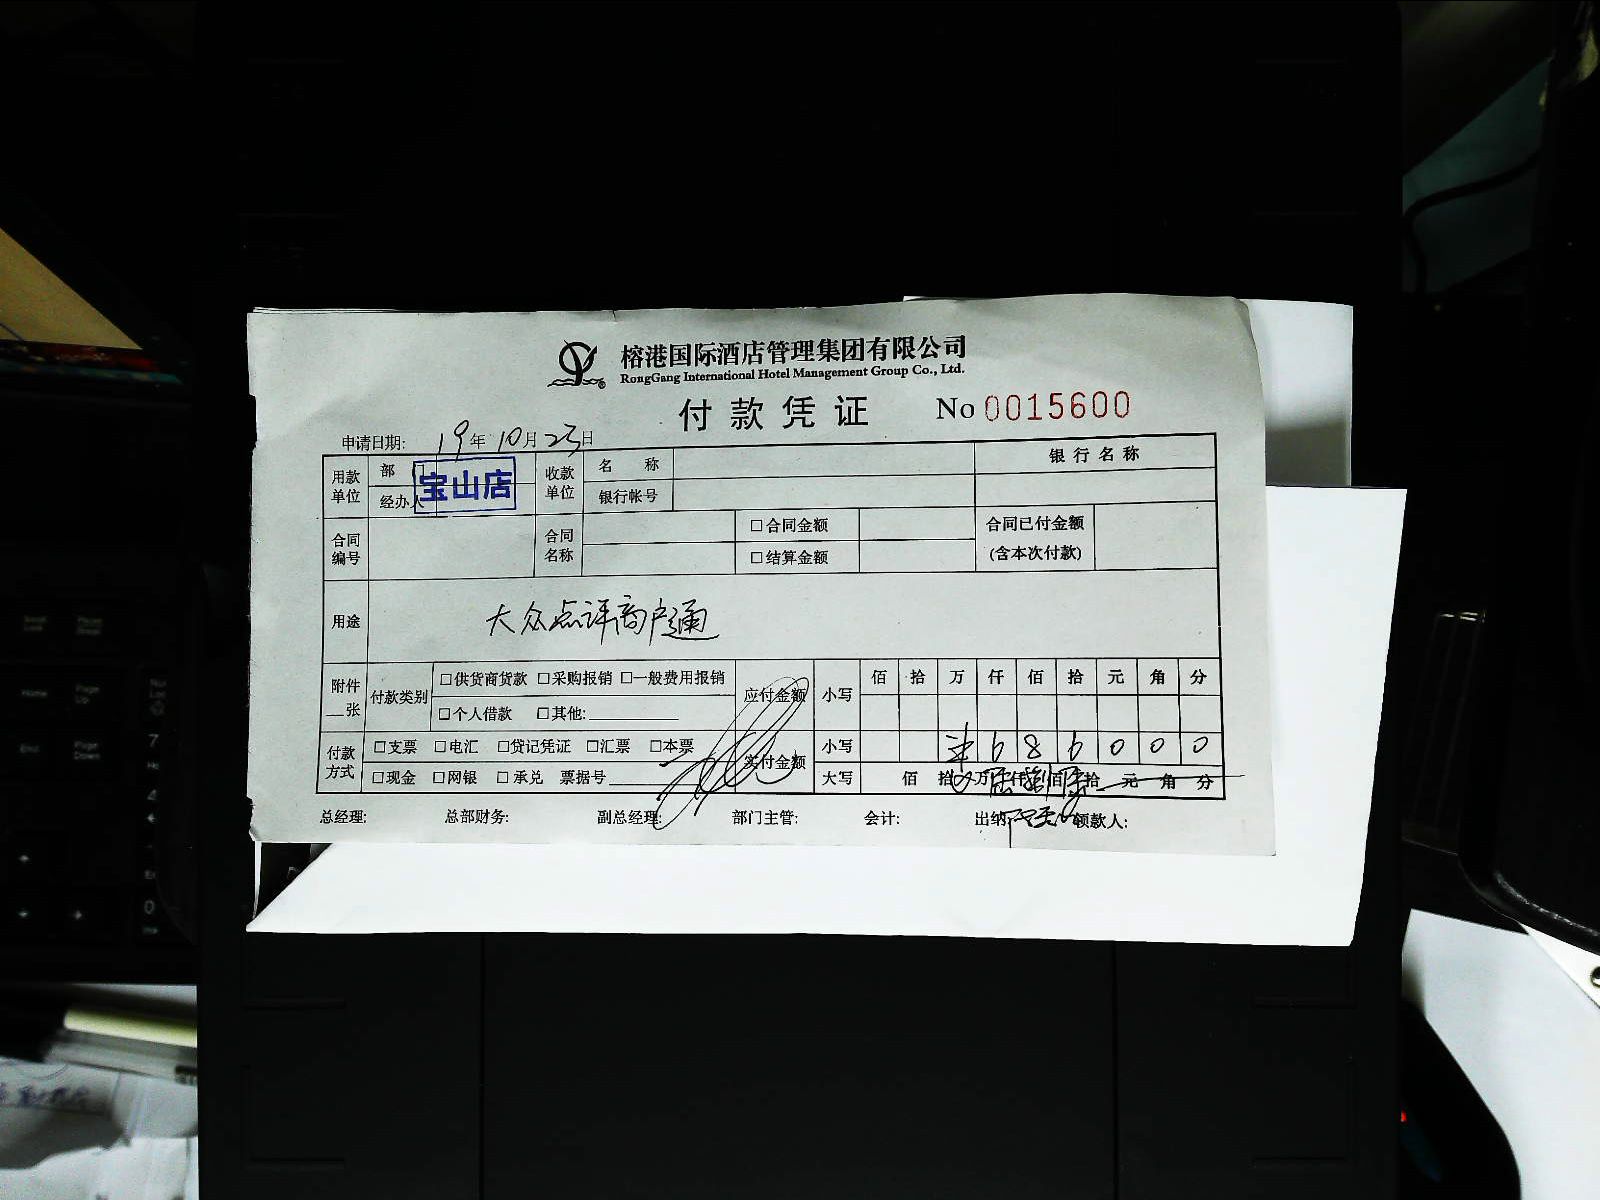 榕港国际酒店管理集团有限公司
RongGang International Hotel Management Group Co., Ltd.
付款凭证 No 0015600
申请日期: 19年10月23日
用款单位 部 门 宝山店 收款单位 名 称 银行名称
经办人 银行帐号
合同编号 合同名称 □合同金额 合同已付金额
□结算金额 (含本次付款)
用途 大众点评商户通
附件 张 付款类别 □供货商贷款 □采购报销 □一般费用报销 应付金额 小写 佰 拾 万 仟 佰 拾 元 角 分
□个人借款 □其他:
付款方式 □支票 □电汇 □贷记凭证 □汇票 □本票 实付金额 小写 6 8 6 0 0 0
□现金 □网银 □承兑 票据号 大写 佰 拾 万 仟 佰 拾 元 角 分
总经理: 总部财务: 副总经理: 部门主管: 会计: 出纳 领款人: